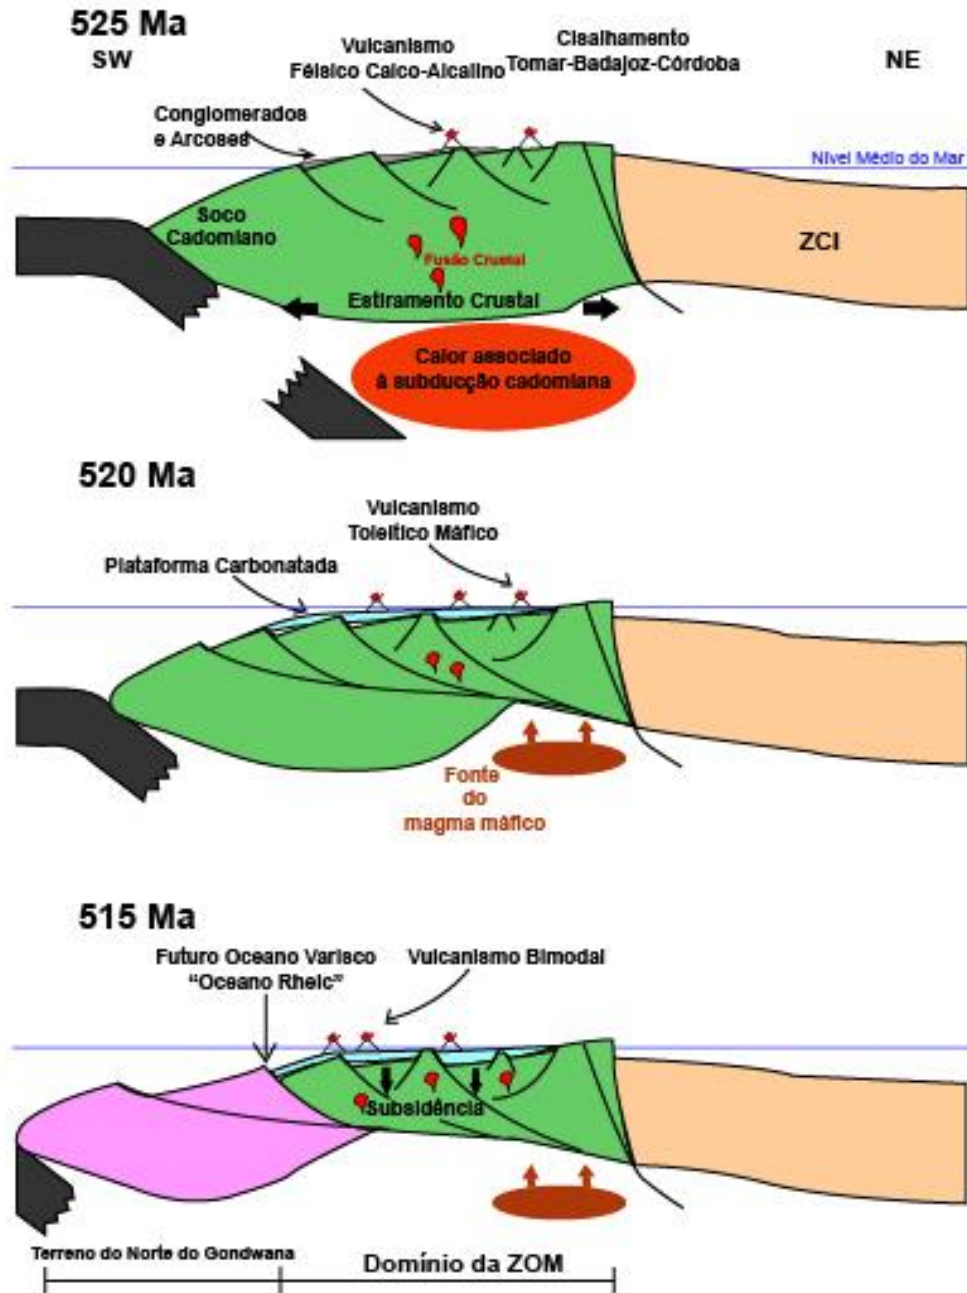 525 Ma
SW
Vulcanismo
Félsico Calco-Alcalino
Cisalhamento
Tomar-Badajoz-Córdoba
NE
Conglomerados
e Arcoses
Nível Médio do Mar
Soco
Cadomiano
ZCI
Fusão Crustal
Estiramento Crustal
Calor associado
à subducção cadomiana
520 Ma
Vulcanismo
Toleítico Máfico
Plataforma Carbonatada
Fonte
do
magma máfico
515 Ma
Futuro Oceano Varisco
“Oceano Rheic”
Vulcanismo Bimodal
Subsidência
Terreno do Norte do Gondwana
Domínio da ZOM